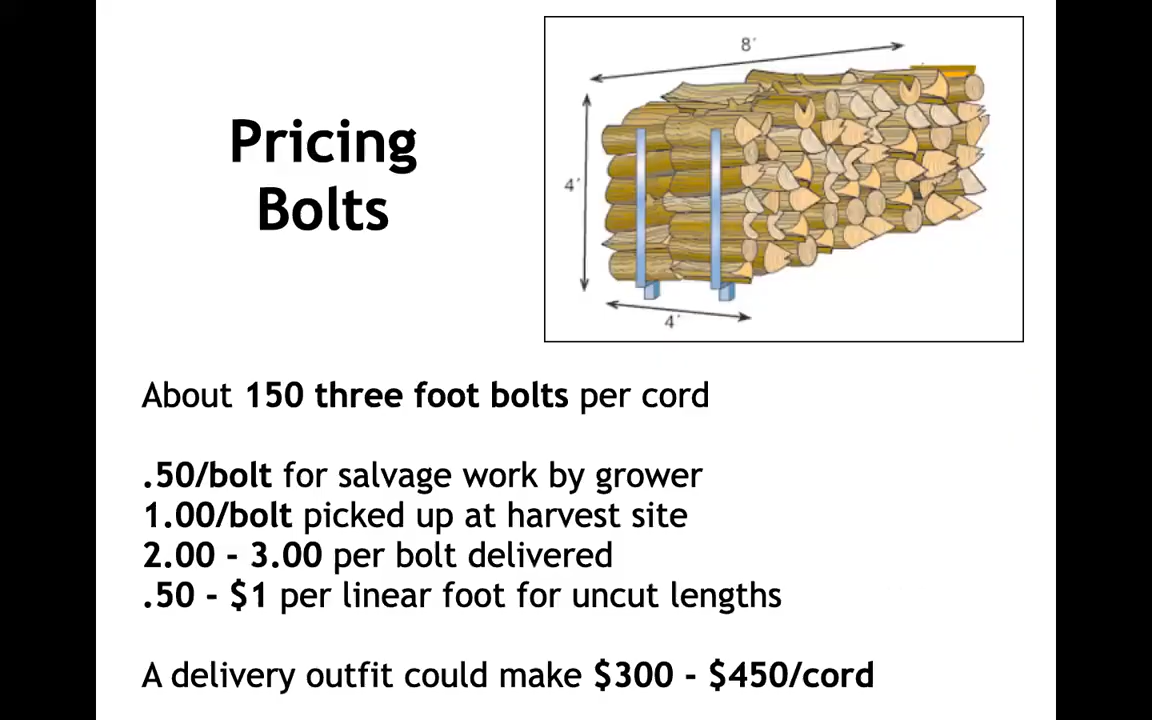 Pricing
Bolts
8´
4´
4´
About 150 three foot bolts per cord
.50/bolt for salvage work by grower
1.00/bolt picked up at harvest site
2.00 - 3.00 per bolt delivered
.50 - $1 per linear foot for uncut lengths
A delivery outfit could make $300 - $450/cord